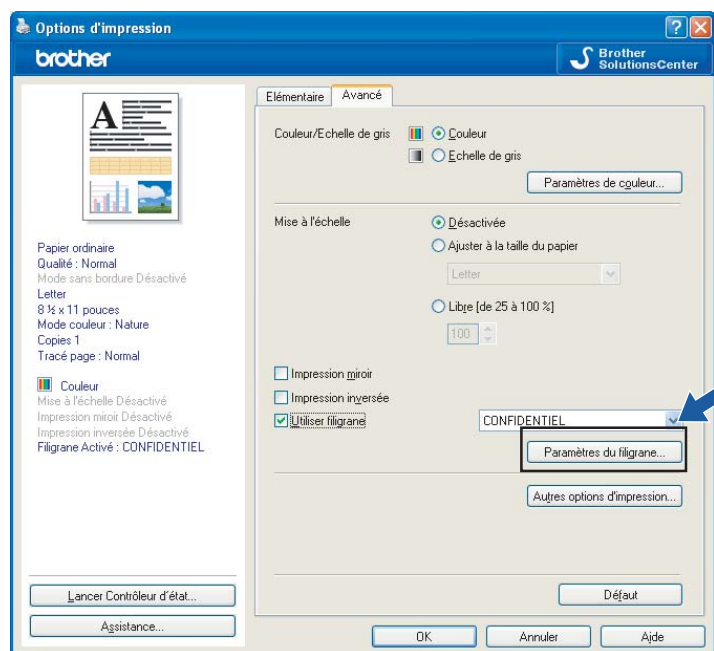 Options d'impression
brother
Brother
SolutionsCenter
A
Papier ordinaire
Qualité : Normal
Mode sans bordure Désactivé
Letter
8 ½ x 11 pouces
Mode couleur : Nature
Copies 1
Tracé page : Normal
Couleur
Mise à l'échelle Désactivé
Impression miroir Désactivé
Impression inversée Désactivé
Filigrane Activé : CONFIDENTIEL
Lancer Contrôleur d'état...
Assistance...
Elémentaire Avancé
Couleur/Echelle de gris
Couleur
Echelle de gris
Paramètres de couleur...
Mise à l'échelle
Désactivée
Ajuster à la taille du papier
Letter
Libre [de 25 à 100 %]
100
Impression miroir
Impression inversée
Utiliser filigrane
CONFIDENTIEL
Paramètres du filigrane...
Autres options d'impression...
Défaut
OK
Annuler
Aide